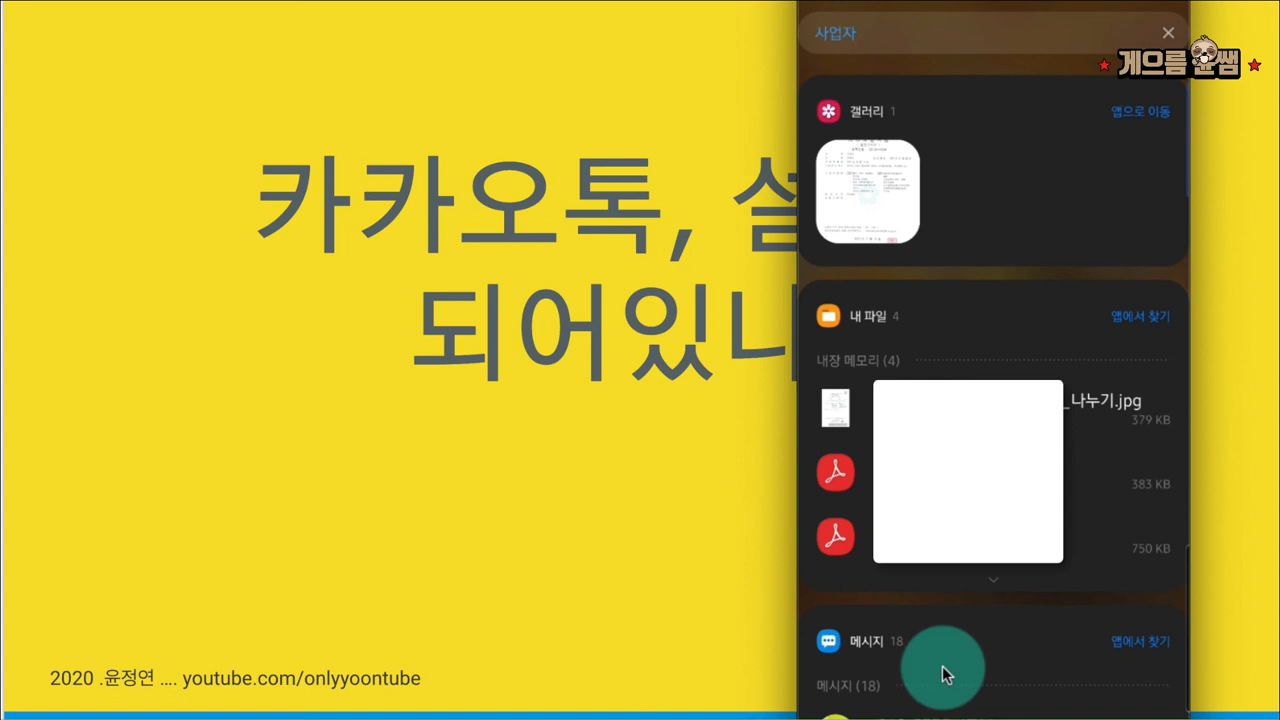 카카오톡, 설
되어있니
2020 .윤정연 .... youtube.com/onlyyoontube
사업자
게으름 윤쌤
갤러리 1
앱으로 이동
내 파일 4
앱에서 찾기
내장 메모리 (4)
_나누기.jpg
379 KB
383 KB
750 KB
메시지 18
앱에서 찾기
메시지 (18)